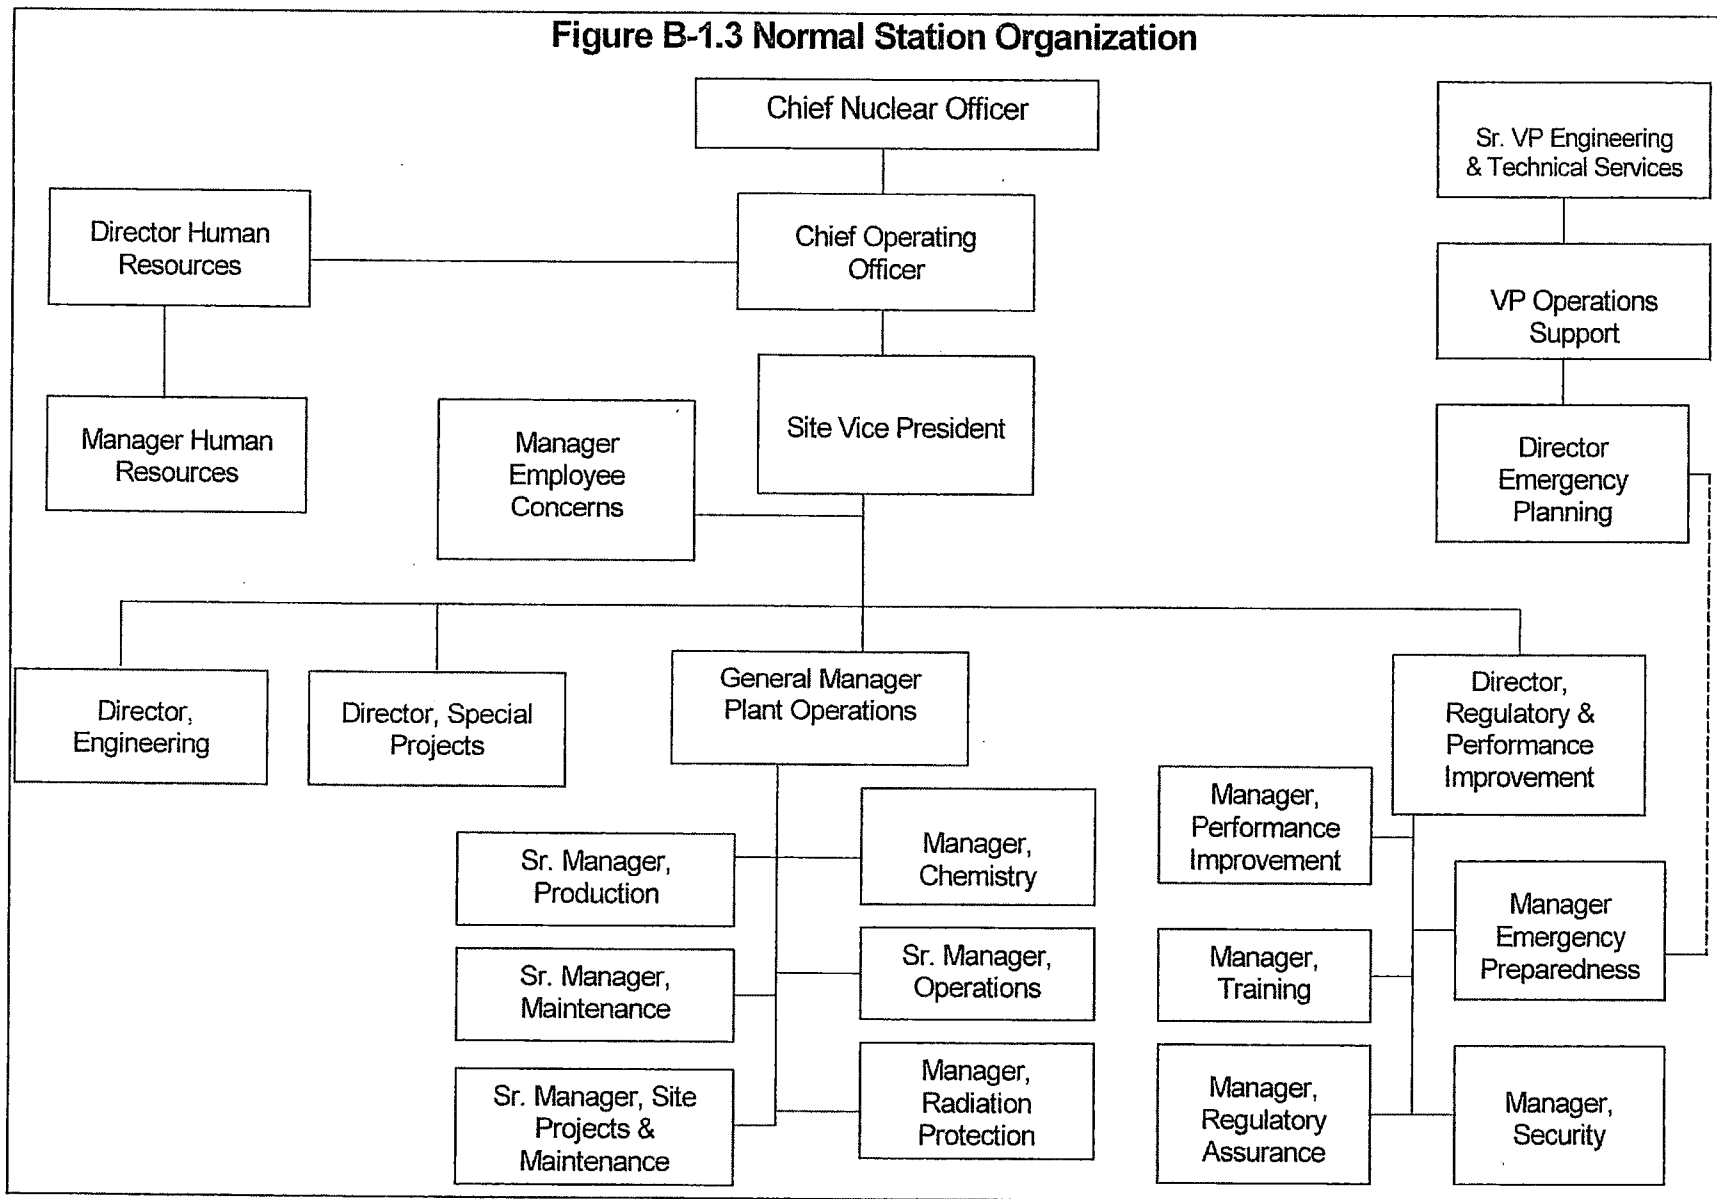 Figure B-1.3 Normal Station Organization
Chief Nuclear Officer
Sr. VP Engineering
& Technical Services
Director Human
Resources
Chief Operating
Officer
VP Operations
Support
Manager Human
Resources
Manager
Employee
Concerns
Site Vice President
Director
Emergency
Planning
Director,
Engineering
Director, Special
Projects
General Manager
Plant Operations
Director,
Regulatory &
Performance
Improvement
Sr. Manager,
Production
Manager,
Chemistry
Manager,
Performance
Improvement
Manager
Emergency
Preparedness
Sr. Manager,
Maintenance
Sr. Manager,
Operations
Manager,
Training
Sr. Manager, Site
Projects &
Maintenance
Manager,
Radiation
Protection
Manager,
Regulatory
Assurance
Manager,
Security